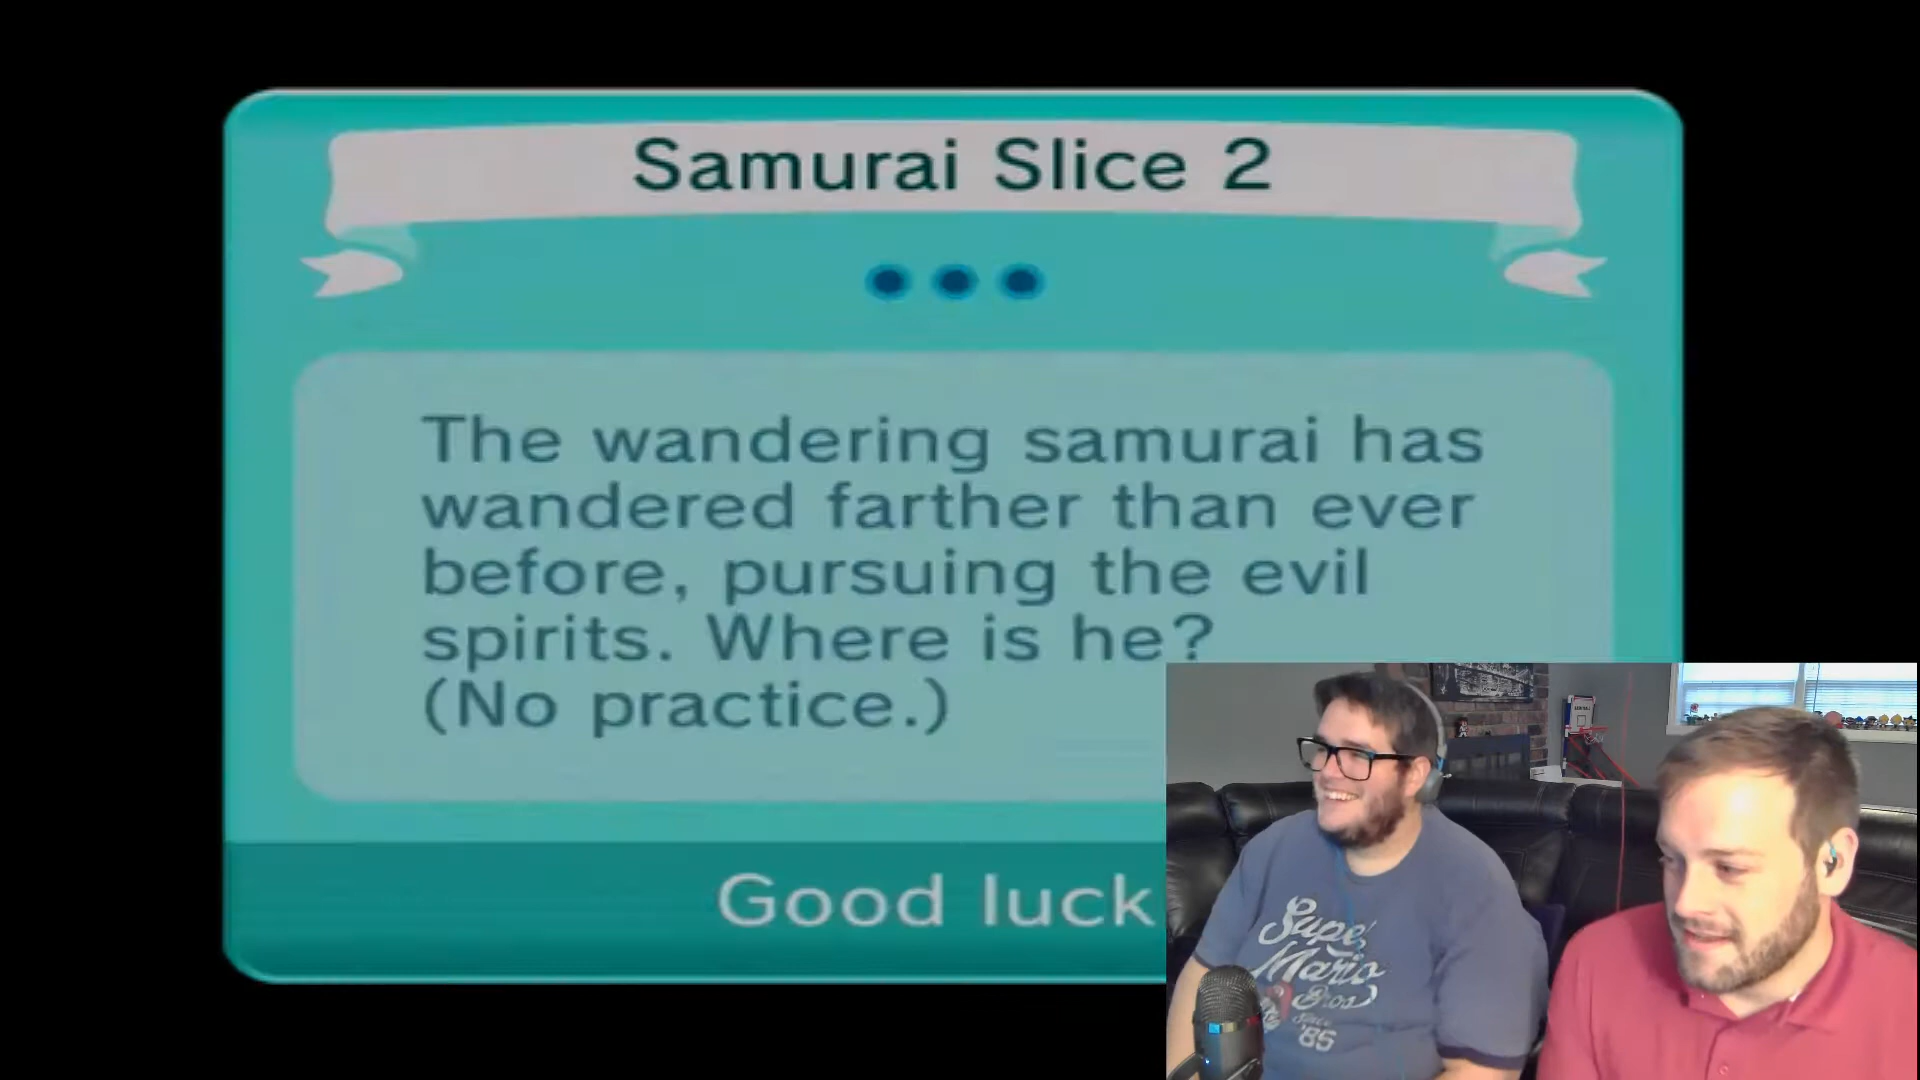 Samurai Slice 2
The wandering samurai has
wandered farther than ever
before, pursuing the evil
spirits. Where is he?
(No practice.)
Good luck
Super
Mario
Bros
Since
'85